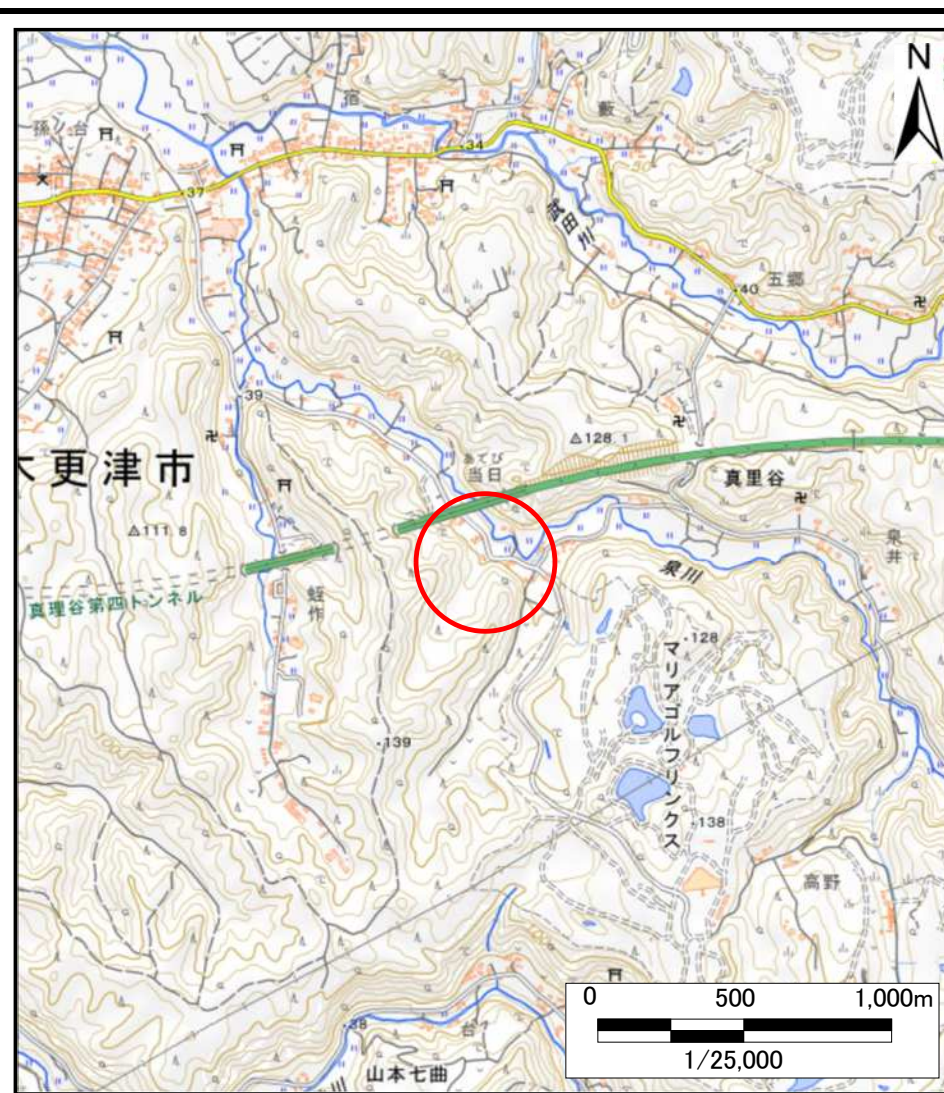 N
宿
藪
孫ノ台
34
37
武田川
五郷
40
39
あてび
当日
128.1
木更津市
真里谷
111.8
泉井
泉川
真理谷第四トンネル
蛭作
128
マリアゴルフリンクス
139
138
高野
0 500 1,000m
1/25,000
38
台
山本七曲